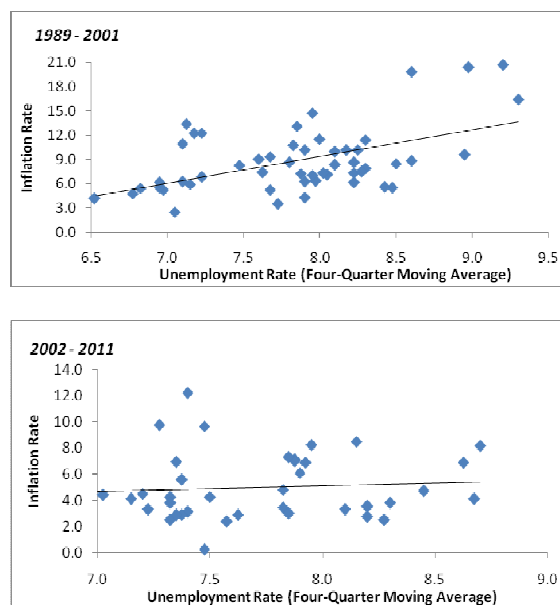 1989 - 2001
Inflation Rate
21.0
18.0
15.0
12.0
9.0
6.0
3.0
0.0
6.5 7.0 7.5 8.0 8.5 9.0 9.5
Unemployment Rate (Four-Quarter Moving Average)
2002 - 2011
Inflation Rate
14.0
12.0
10.0
8.0
6.0
4.0
2.0
0.0
7.0 7.5 8.0 8.5 9.0
Unemployment Rate (Four-Quarter Moving Average)